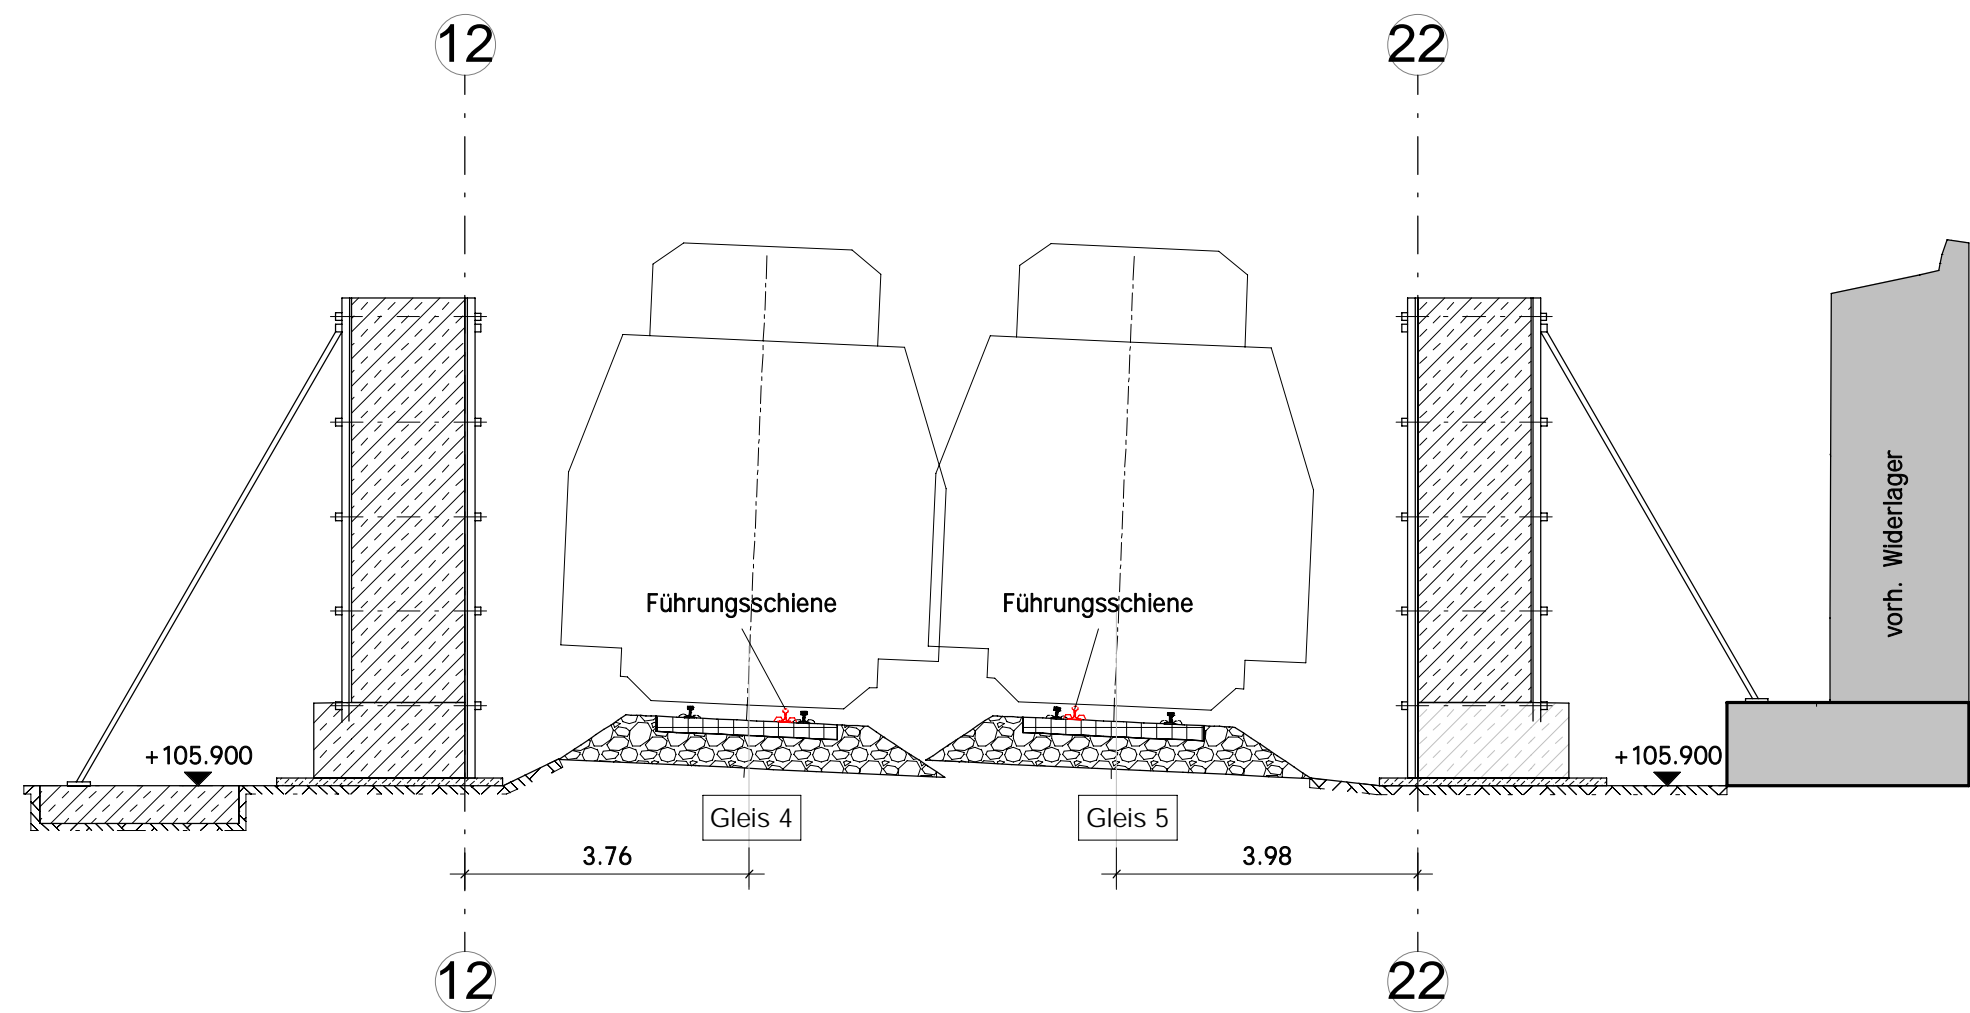 12
22
Führungsschiene
Führungsschiene
vorh. Widerlager
+105.900
+105.900
Gleis 4
Gleis 5
3.76
3.98
12
22